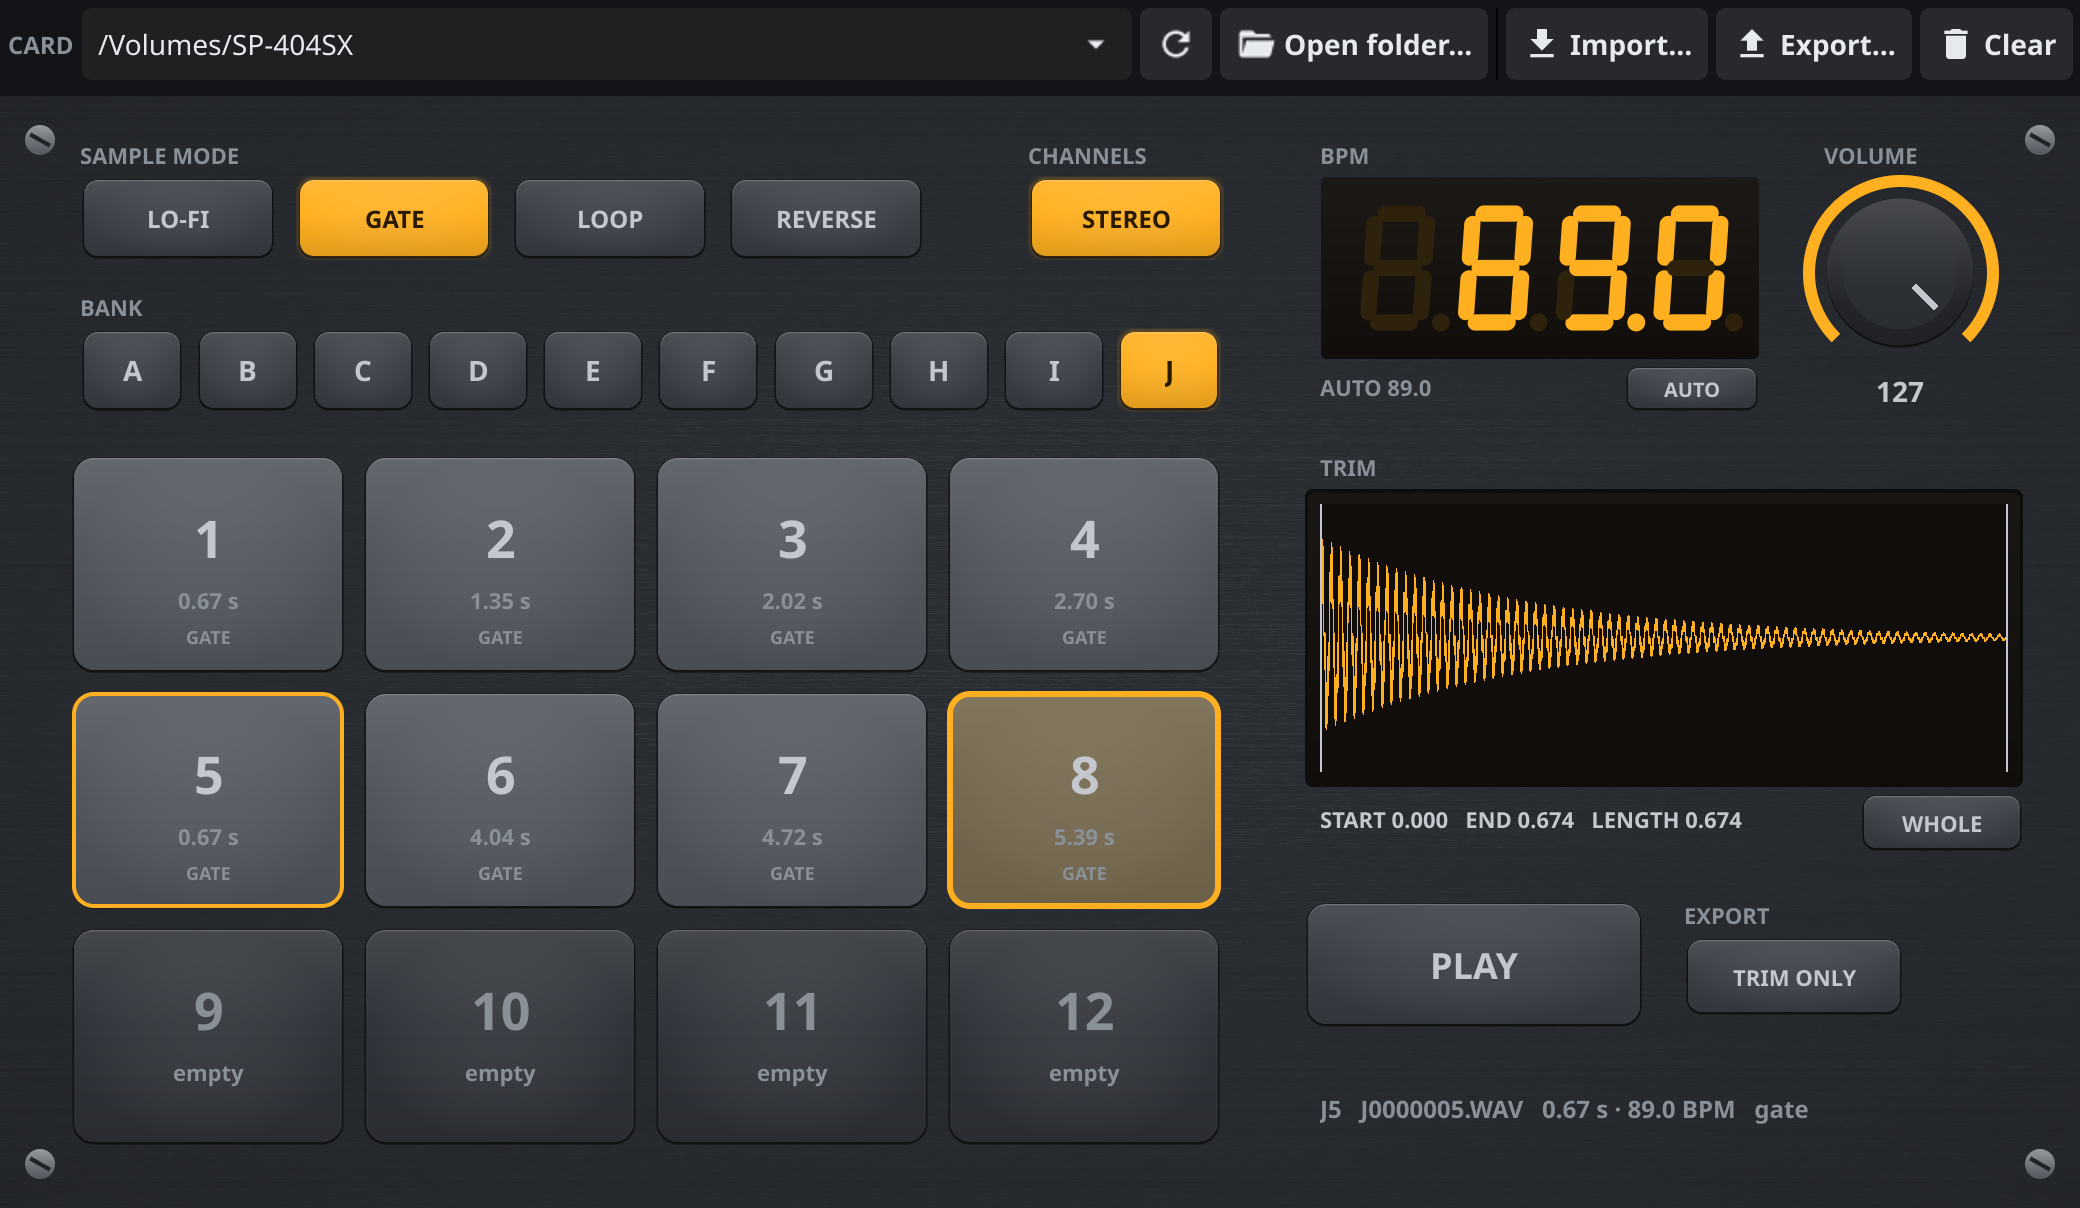 CARD /Volumes/SP-404SX Open folder... Import... Export... Clear
SAMPLE MODE CHANNELS BPM VOLUME
LO-FI GATE LOOP REVERSE STEREO 89.0
BANK
A B C D E F G H I J
AUTO 89.0 AUTO 127
TRIM
1 2 3 4
0.67 s 1.35 s 2.02 s 2.70 s
GATE GATE GATE GATE
5 6 7 8
0.67 s 4.04 s 4.72 s 5.39 s
GATE GATE GATE GATE
START 0.000 END 0.674 LENGTH 0.674 WHOLE
EXPORT
PLAY TRIM ONLY
9 10 11 12
empty empty empty empty
J5 J0000005.WAV 0.67 s · 89.0 BPM gate